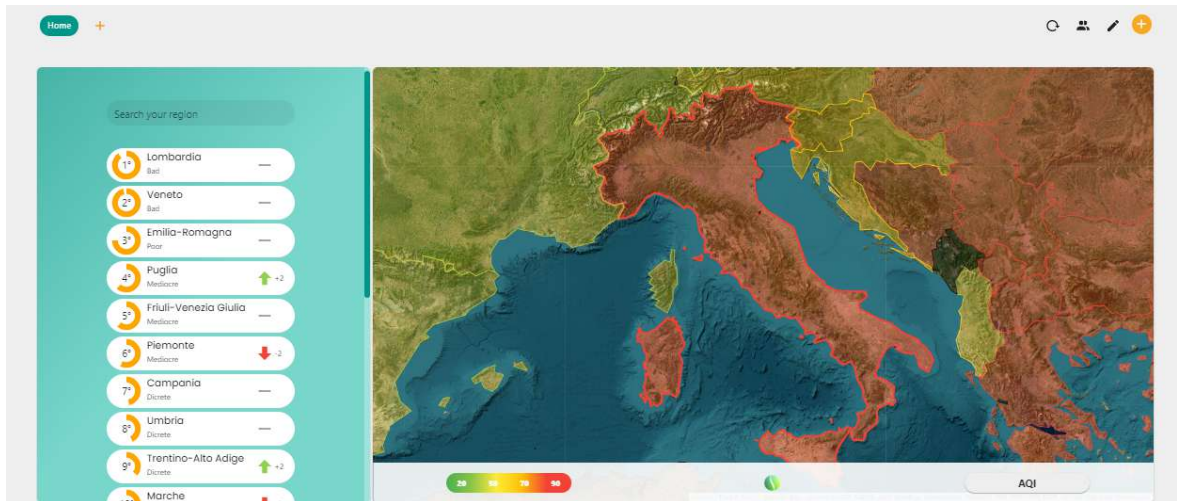 Home
+
+
Search your region
1°
Lombardia
Bad
—
2°
Veneto
Bad
—
3°
Emilia-Romagna
Poor
—
4°
Puglia
Mediocre
+2
5°
Friuli-Venezia Giulia
Mediocre
—
6°
Piemonte
Mediocre
-2
7°
Campania
Dicrete
—
8°
Umbria
Dicrete
—
9°
Trentino-Alto Adige
Dicrete
+2
Marche
20 50 70 90
AQI